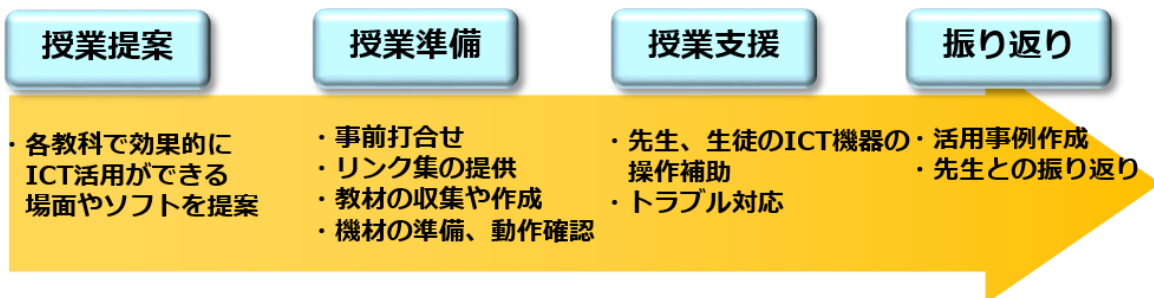 授業提案
・各教科で効果的に
ICT活用ができる
場面やソフトを提案
授業準備
・事前打合せ
・リンク集の提供
・教材の収集や作成
・機材の準備、動作確認
授業支援
・先生、生徒のICT機器の
操作補助
・トラブル対応
振り返り
・活用事例作成
・先生との振り返り